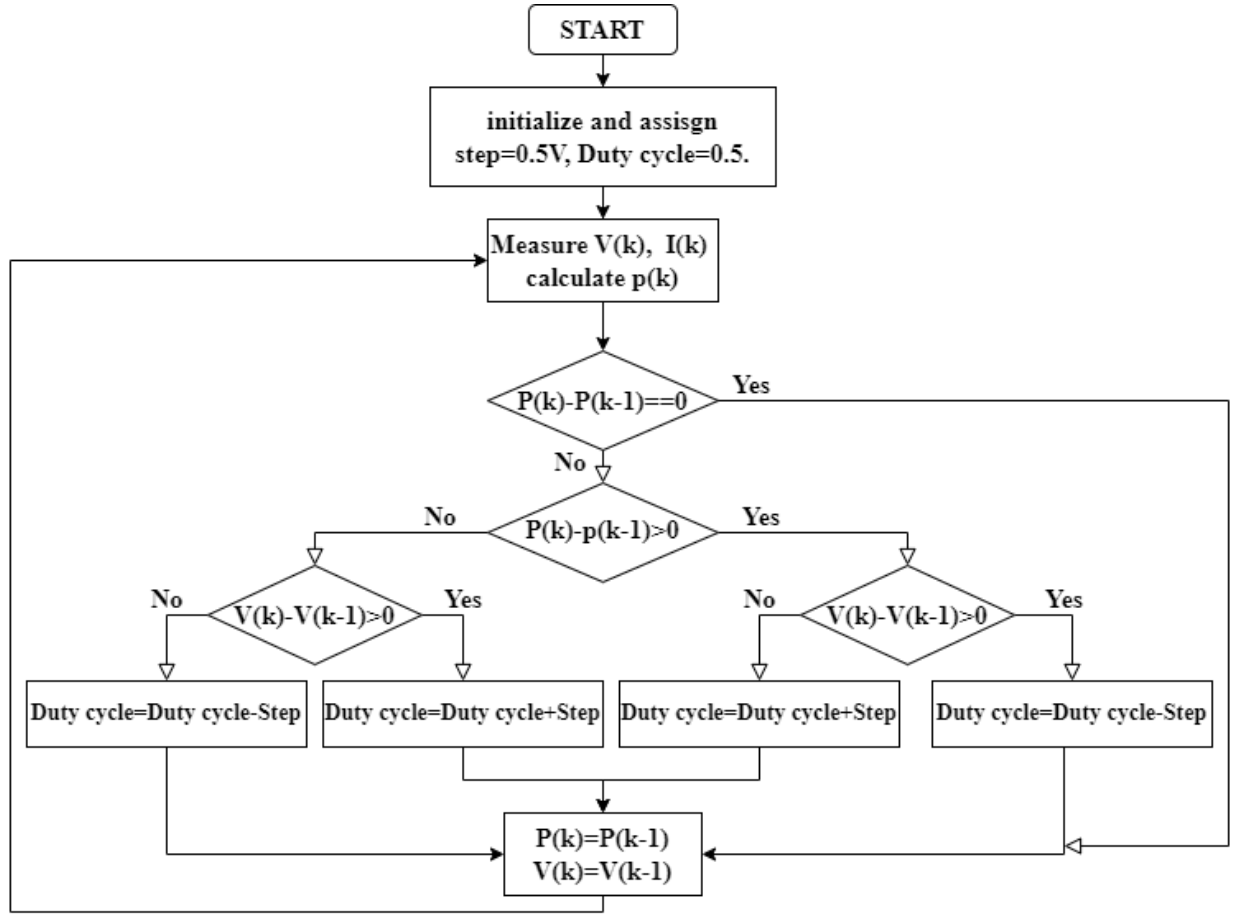 START
initialize and assisgn
step=0.5V, Duty cycle=0.5.
Measure V(k), I(k)
calculate p(k)
P(k)-P(k-1)==0
Yes
No
P(k)-p(k-1)>0
No
Yes
V(k)-V(k-1)>0
No
Yes
V(k)-V(k-1)>0
No
Yes
Duty cycle=Duty cycle-Step
Duty cycle=Duty cycle+Step
Duty cycle=Duty cycle+Step
Duty cycle=Duty cycle-Step
P(k)=P(k-1)
V(k)=V(k-1)